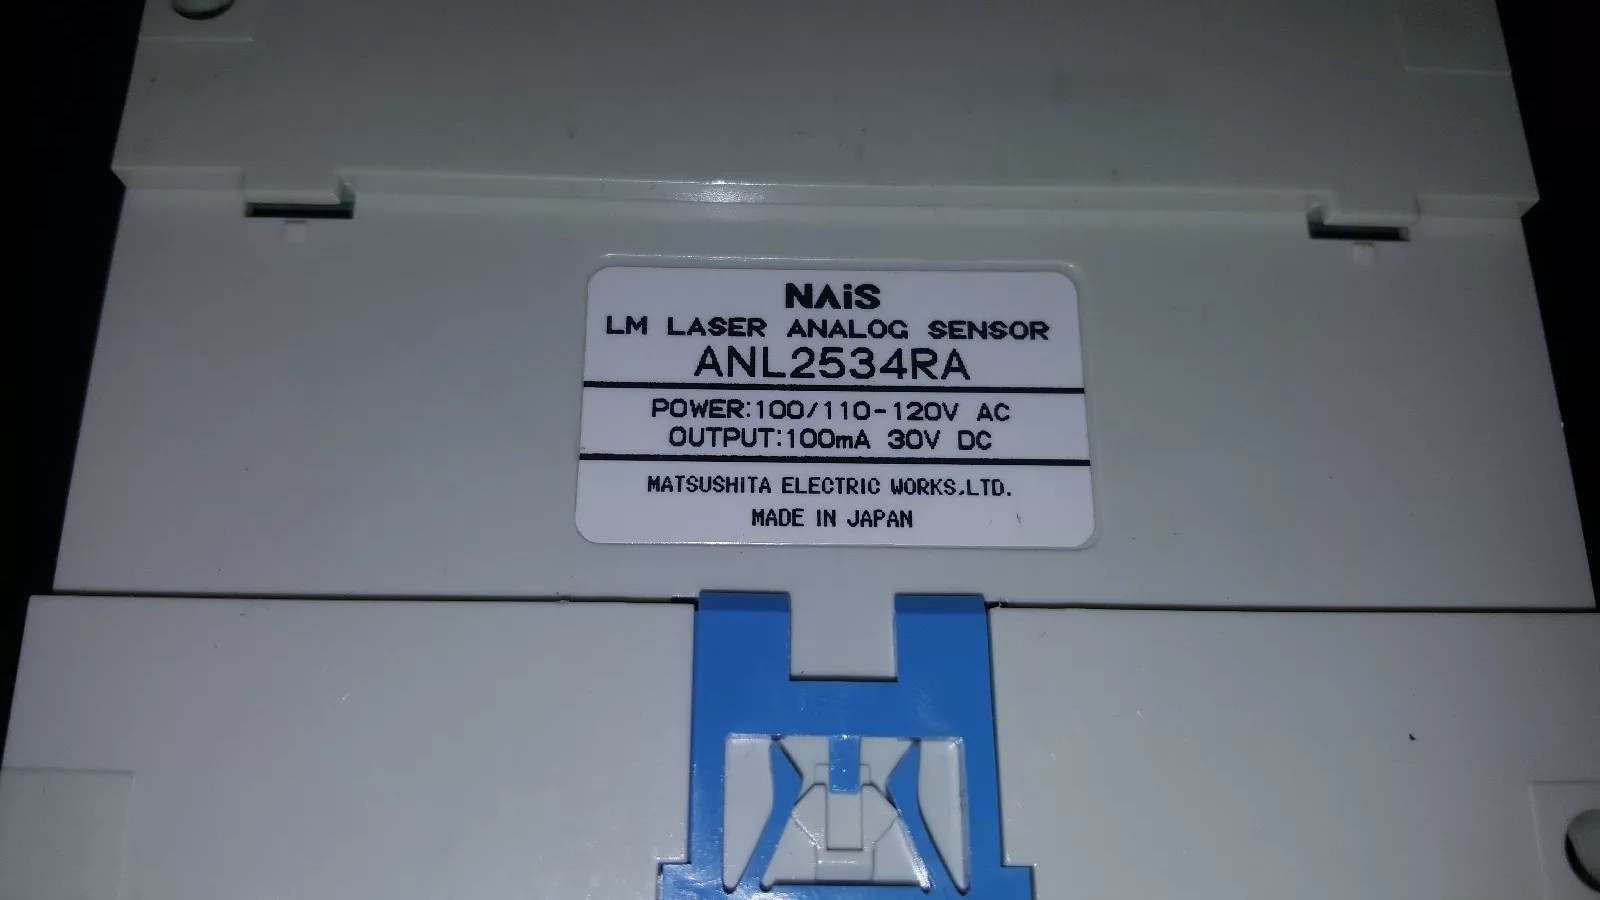 NAiS
LM LASER ANALOG SENSOR
ANL2534RA
POWER:100/110-120V AC
OUTPUT:100mA 30V DC
MATSUSHITA ELECTRIC WORKS,LTD.
MADE IN JAPAN